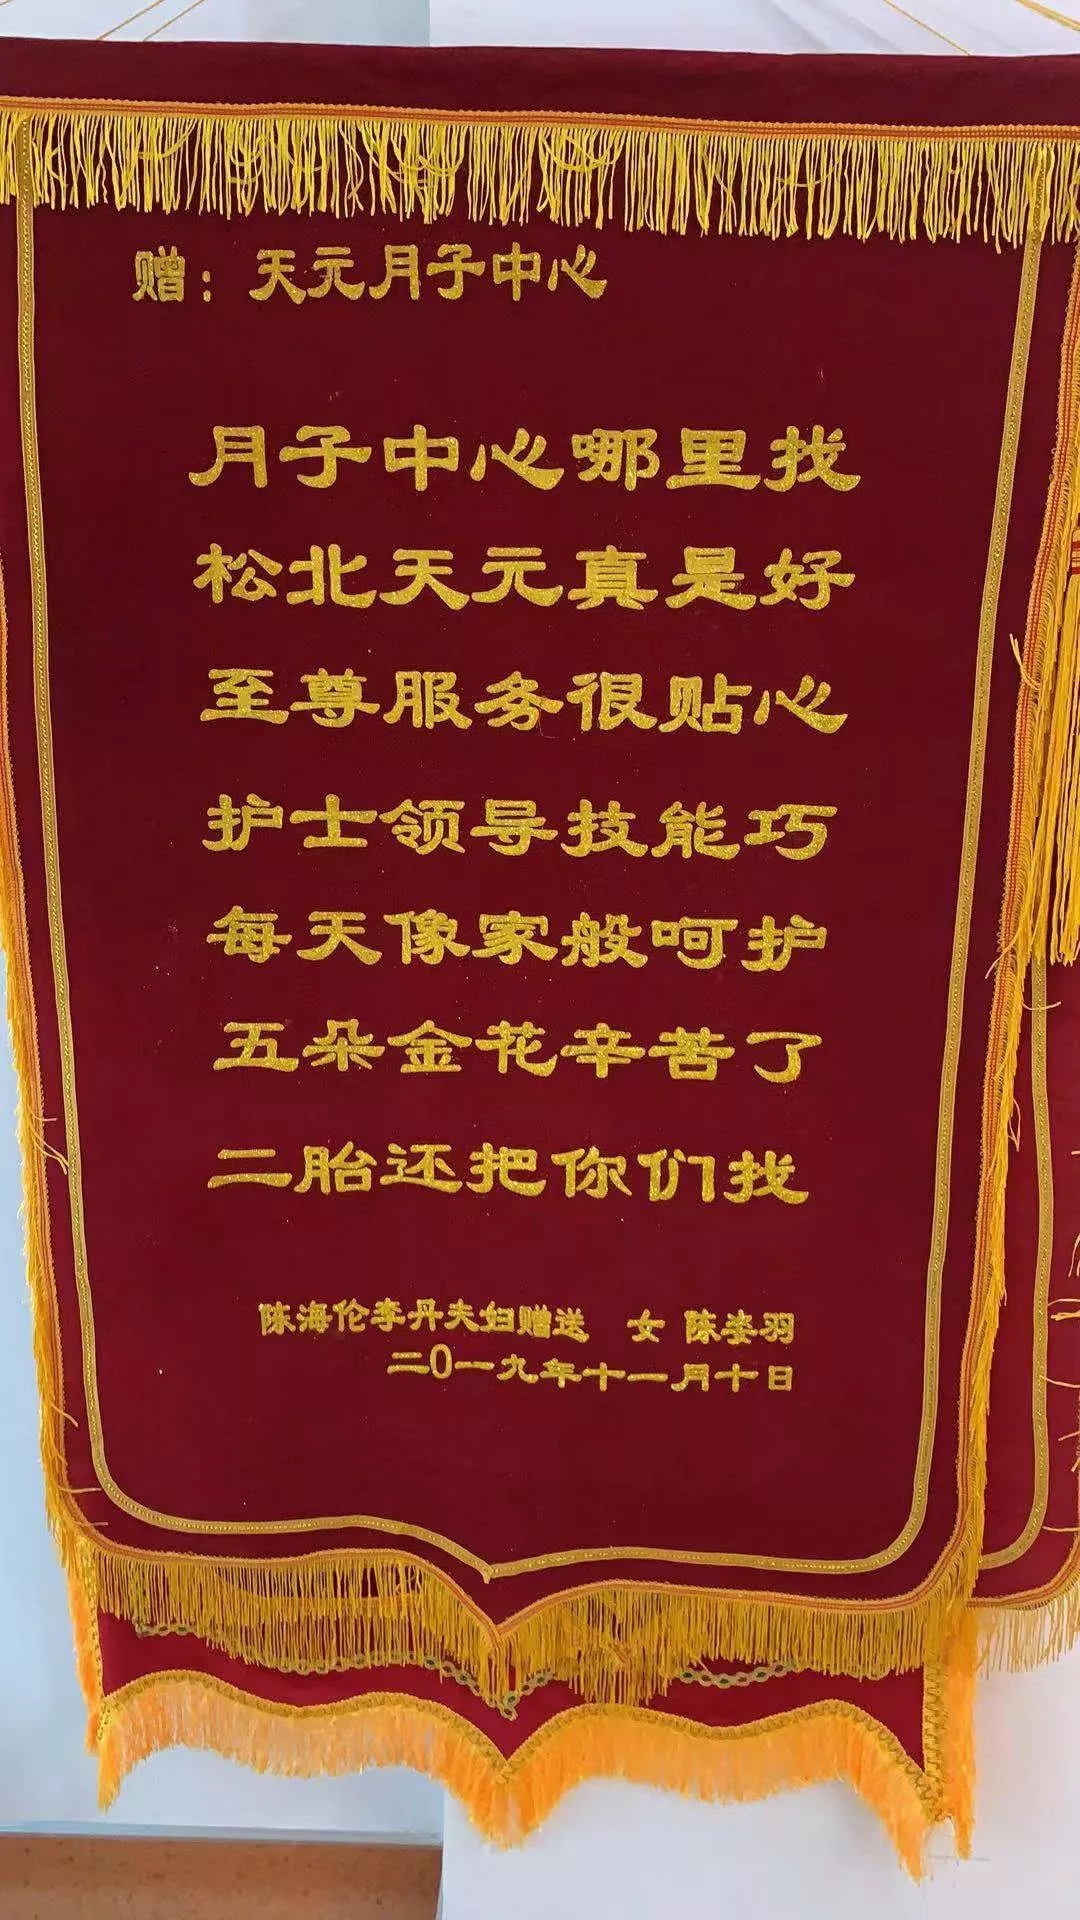 赠：天元月子中心
月子中心哪里找
松北天元真是好
至尊服务很贴心
护士领导技能巧
每天像家般呵护
五朵金花辛苦了
二胎还把你们找
陈海伦李丹夫妇赠送 女 陈姿羽
二0一九年十一月十日